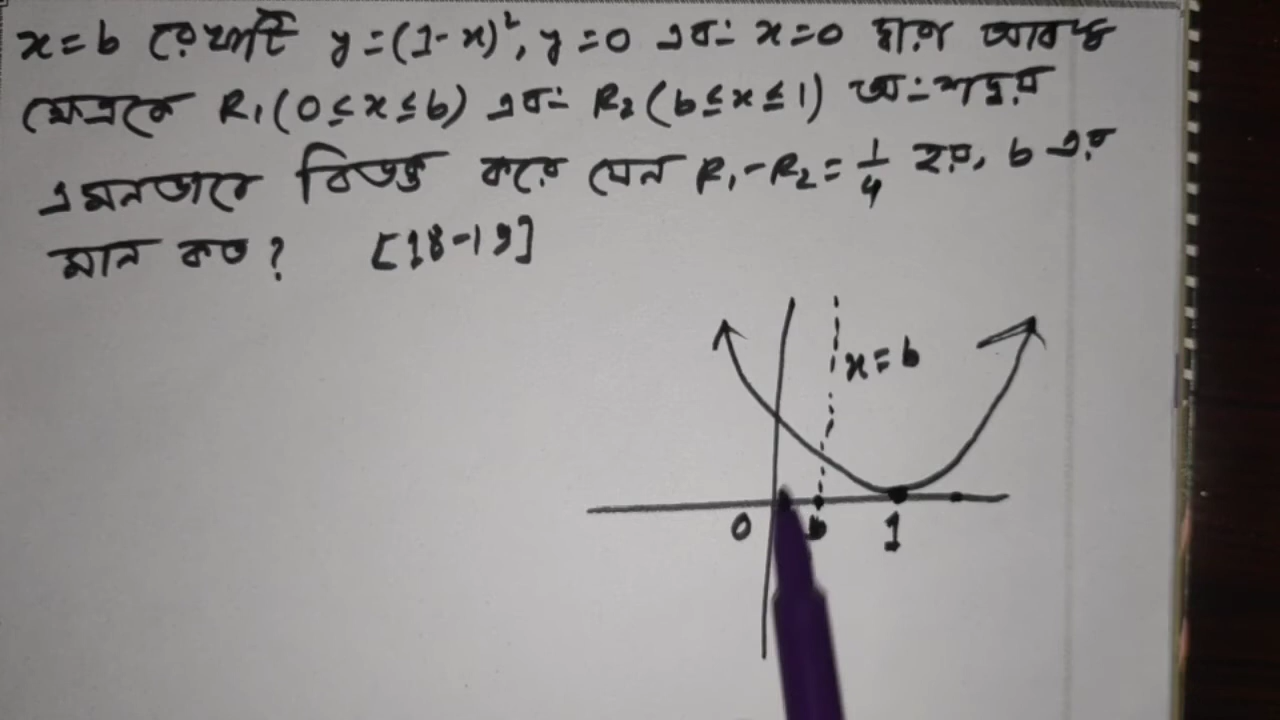 x = b রেখাটি y = (1-x)², y = 0 এবং x = 0 দ্বারা আবদ্ধ
ক্ষেত্রকে R₁(0 ≤ x ≤ b) এবং R₂(b ≤ x ≤ 1) অংশদ্বয়
এমনভাবে বিভক্ত করে যেন R₁-R₂ = 1/4 হয়, b এর
মান কত? [18-19]
x = b
0 b 1